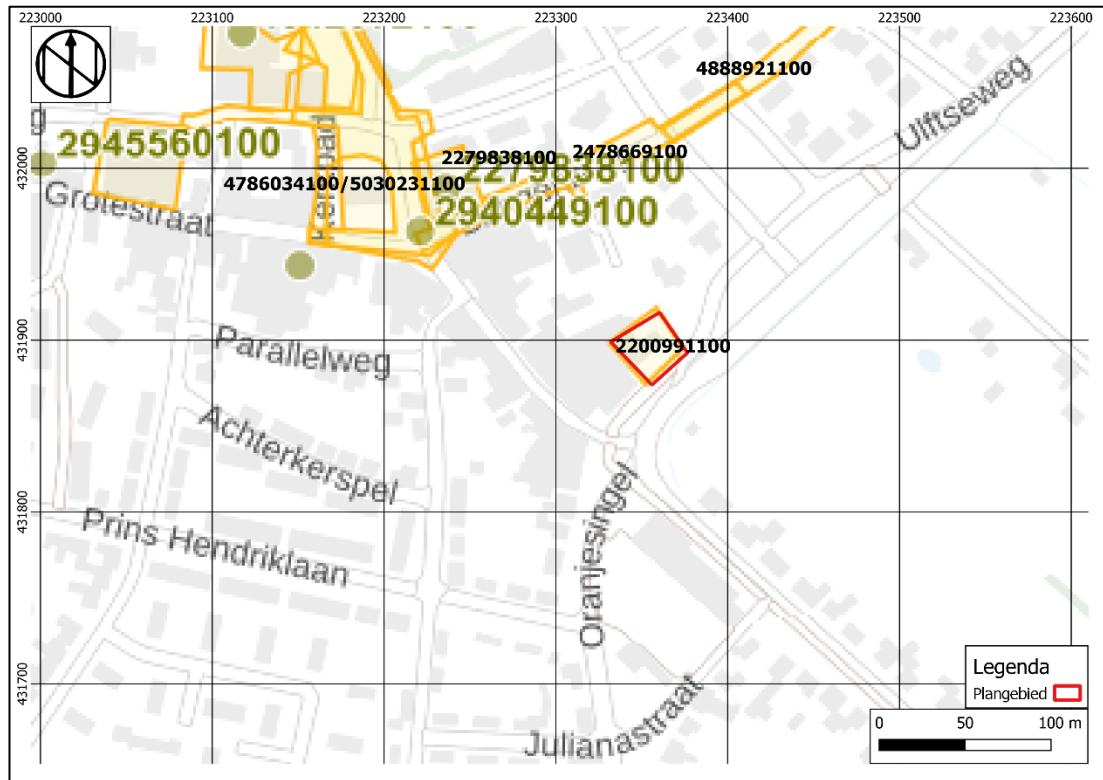 223000 223100 223200 223300 223400 223500 223600
4888921100
Ulftseweg
g
2945560100
2279838100
2478669100
2279838100
432000
4786034100/5030231100
Kerkpad
2940449100
Grotestraat
431900
2200991100
Parallelweg
Achterkerspel
431800
Prins Hendriklaan
Oranjesingel
431700
Julianastraat
Legenda
Plangebied
0 50 100 m